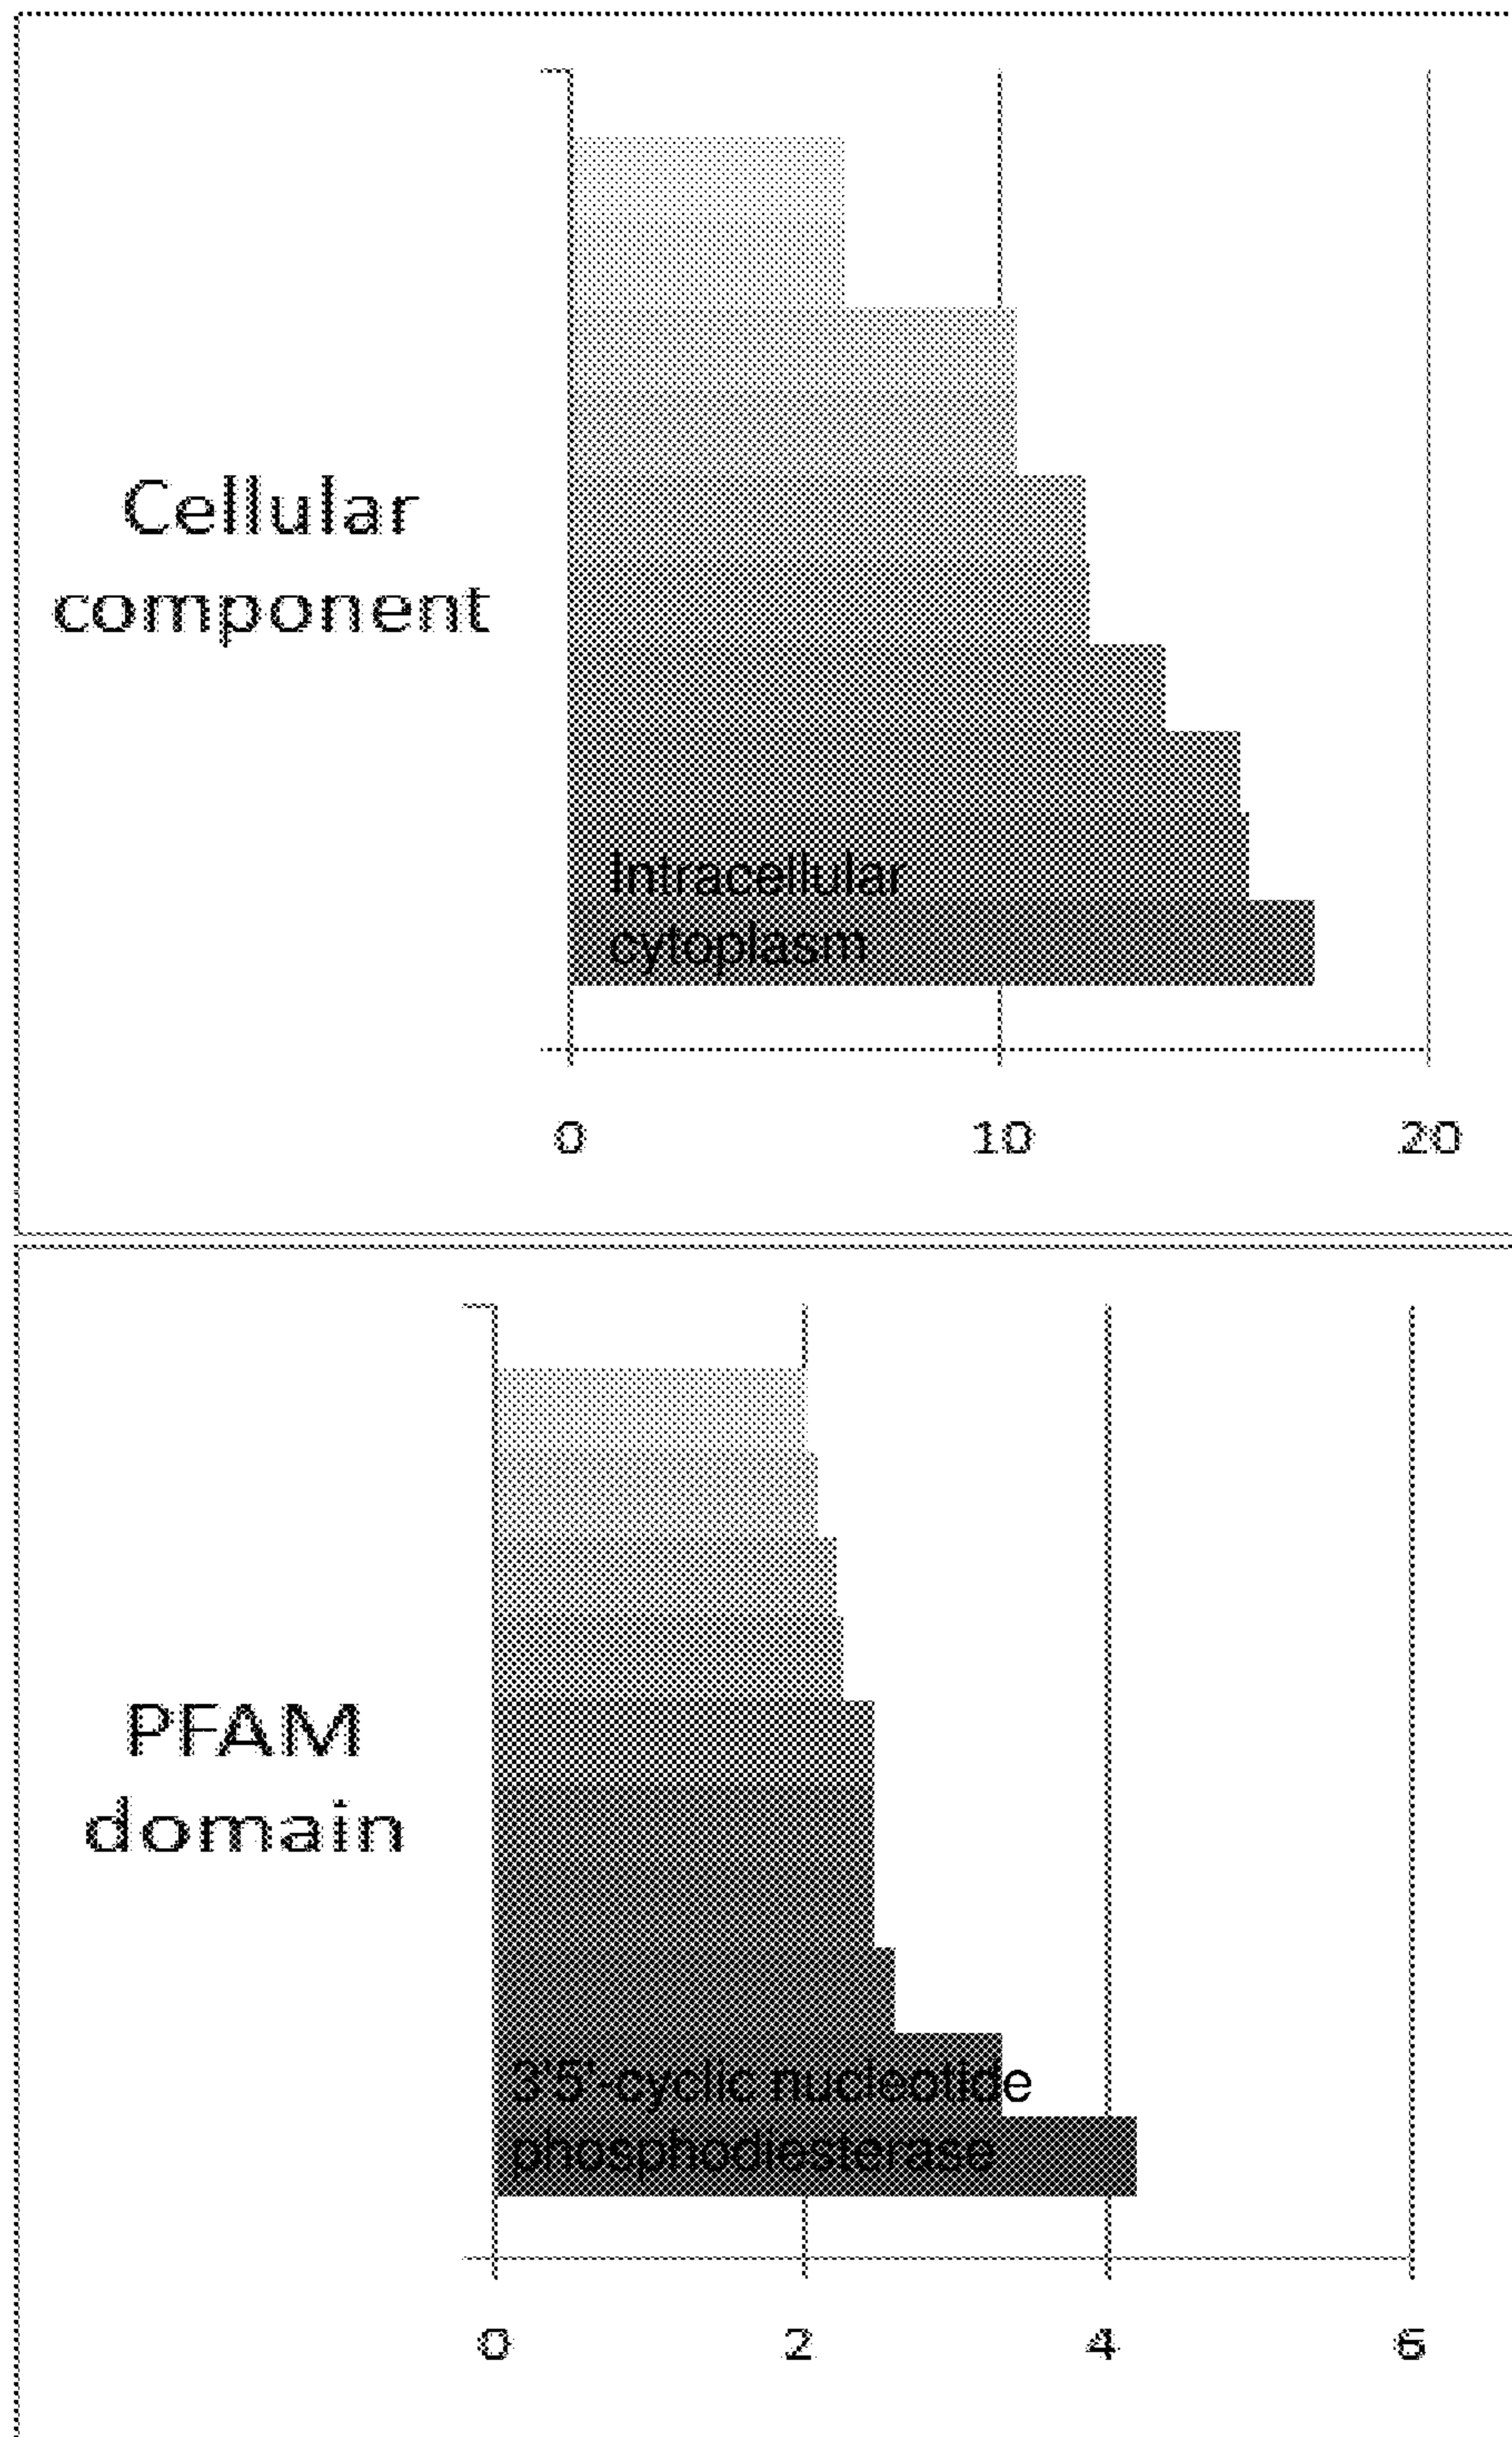 Cellular
component
Intracellular
cytoplasm
0 10 20
PFAM
domain
3'5'-cyclic nucleotide
phosphodiesterase
0 2 4 6